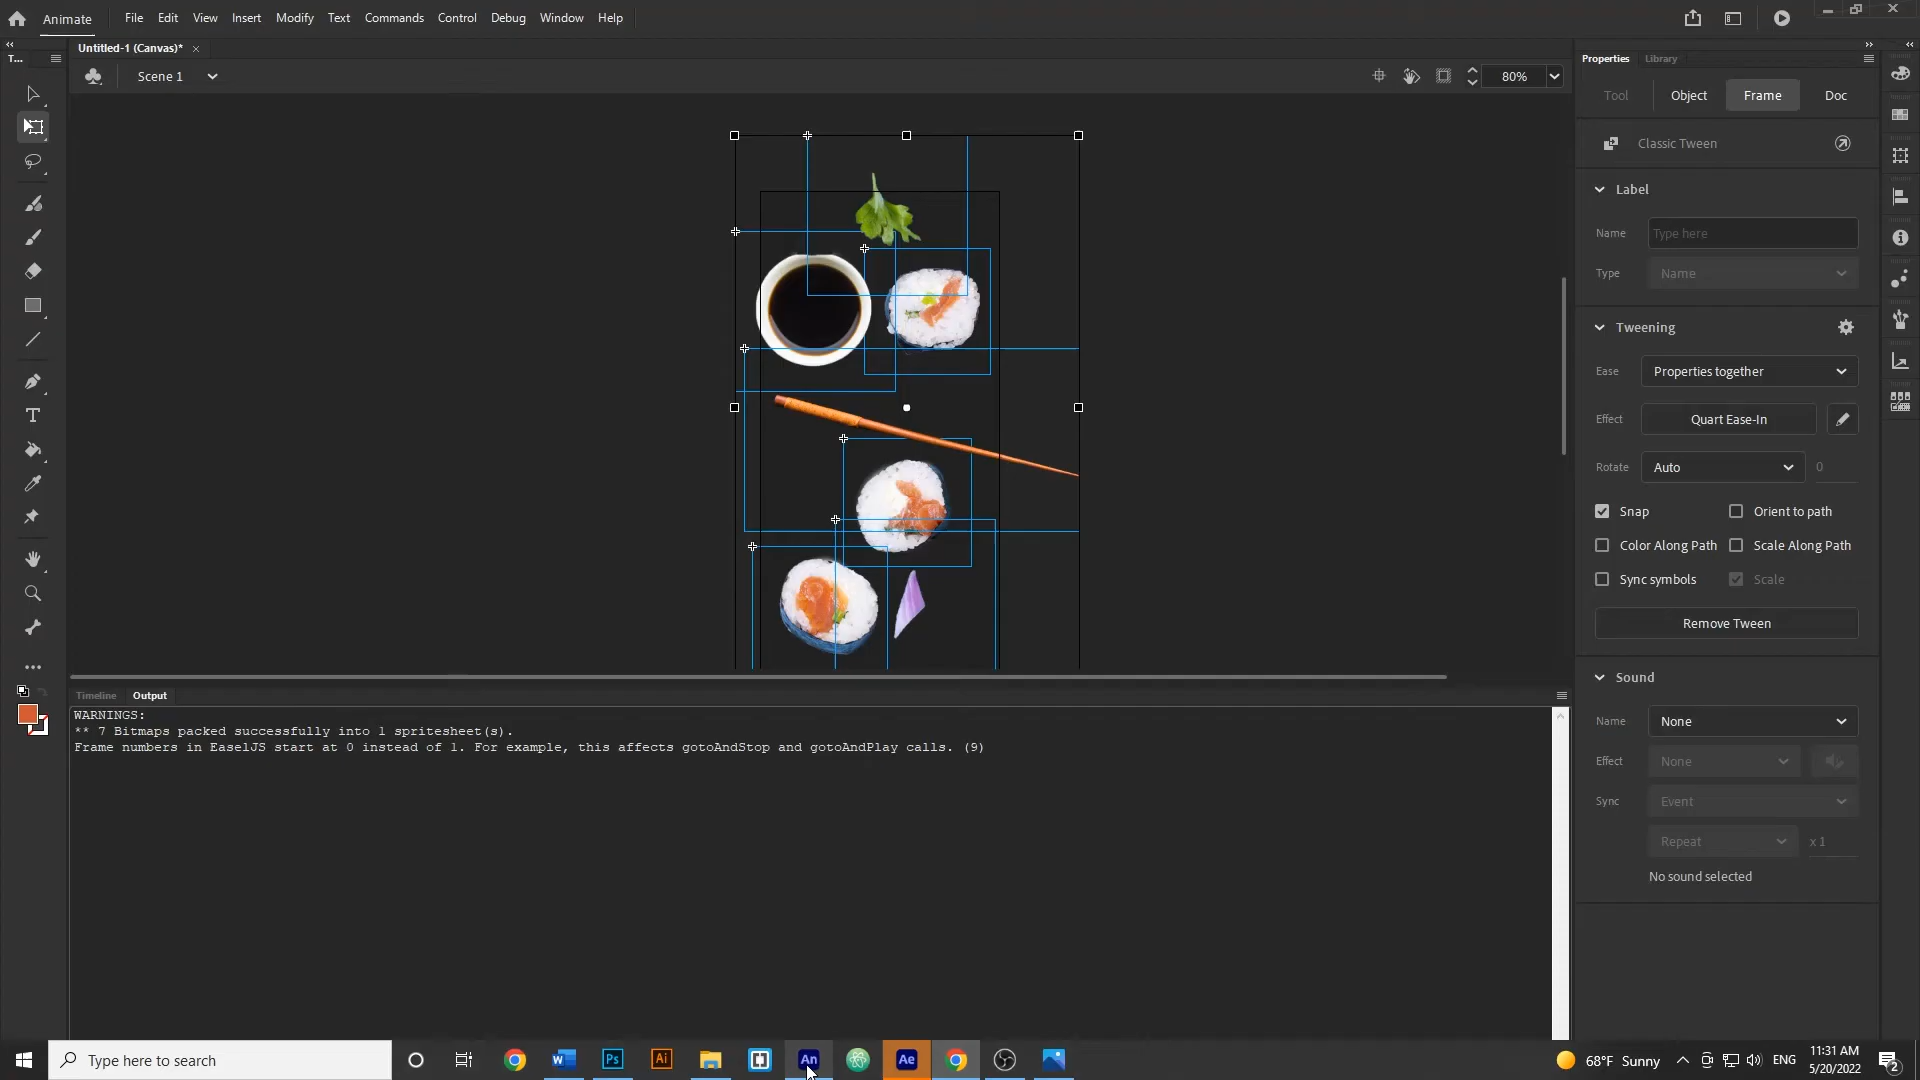 Animate
File Edit View Insert Modify Text Commands Control Debug Window Help
T...
Untitled-1 (Canvas)*
Scene 1
80%
Properties Library
Tool Object Frame Doc
Classic Tween
Label
Name Type here
Type Name
Tweening
Ease Properties together
Effect Quart Ease-In
Rotate Auto 0
Snap Orient to path
Color Along Path Scale Along Path
Sync symbols Scale
Remove Tween
Sound
Name None
Effect None
Sync Event
Repeat x 1
No sound selected
Timeline Output
WARNINGS:
** 7 Bitmaps packed successfully into 1 spritesheet(s).
Frame numbers in EaselJS start at 0 instead of 1. For example, this affects gotoAndStop and gotoAndPlay calls. (9)
Type here to search
W
Ps
Ai
An
Ae
68°F Sunny
ENG
11:31 AM
5/20/2022
2